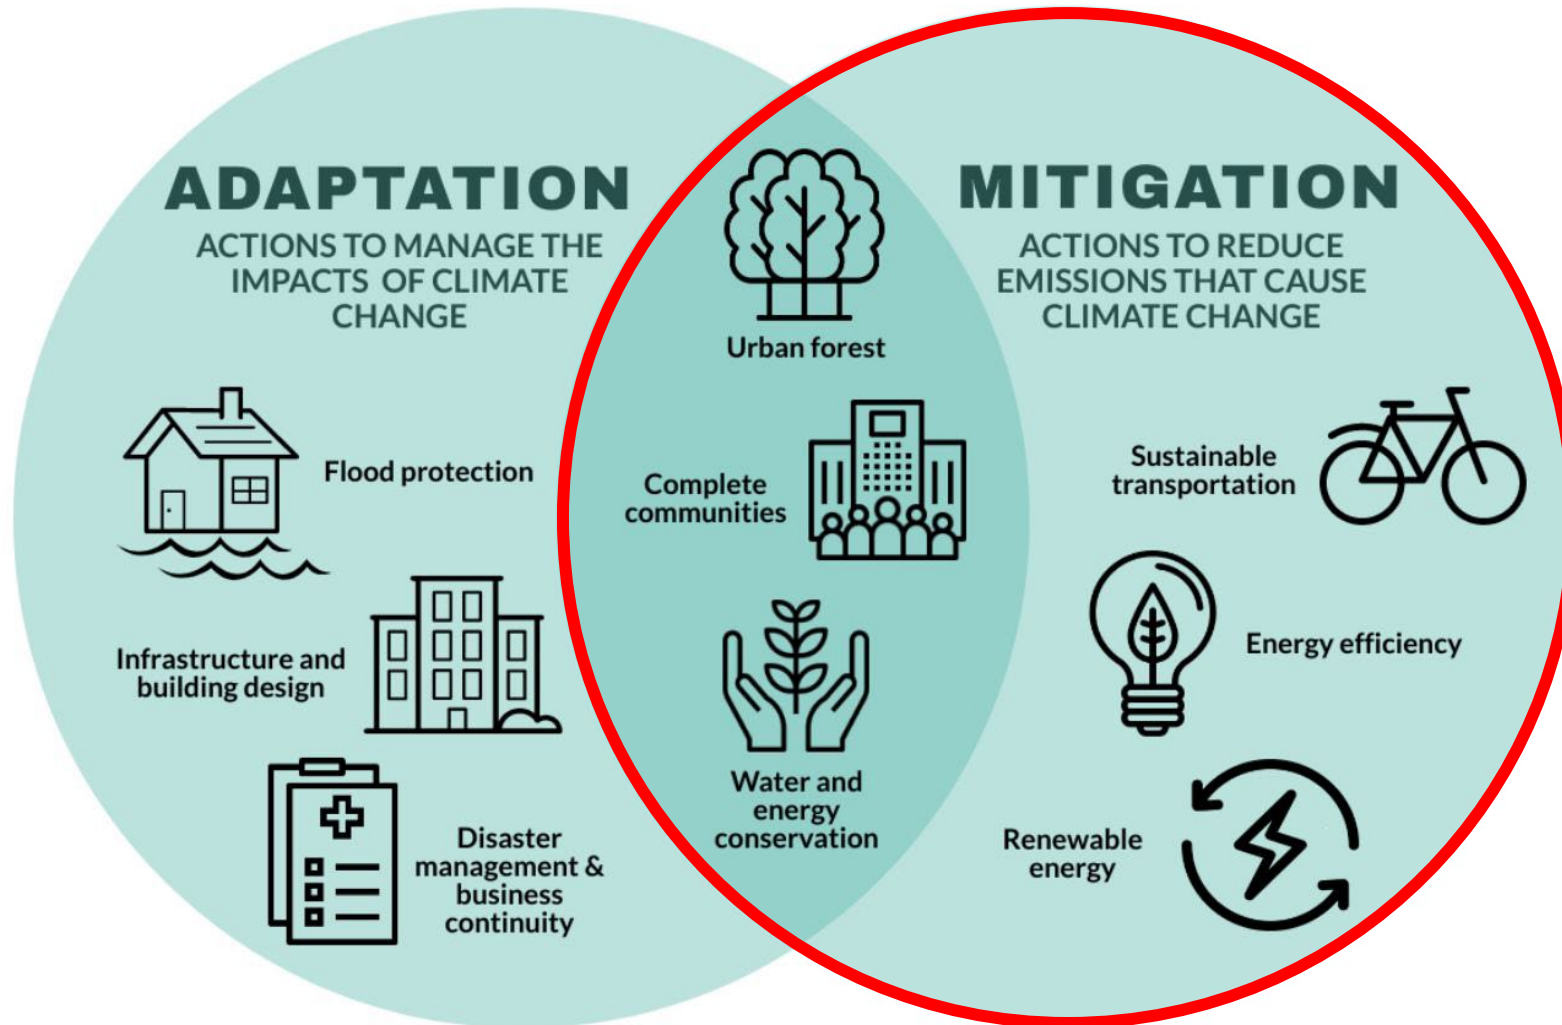 ADAPTATION
ACTIONS TO MANAGE THE
IMPACTS OF CLIMATE
CHANGE
Flood protection
Infrastructure and
building design
Disaster
management &
business
continuity
Urban forest
Complete
communities
Water and
energy
conservation
MITIGATION
ACTIONS TO REDUCE
EMISSIONS THAT CAUSE
CLIMATE CHANGE
Sustainable
transportation
Energy efficiency
Renewable
energy